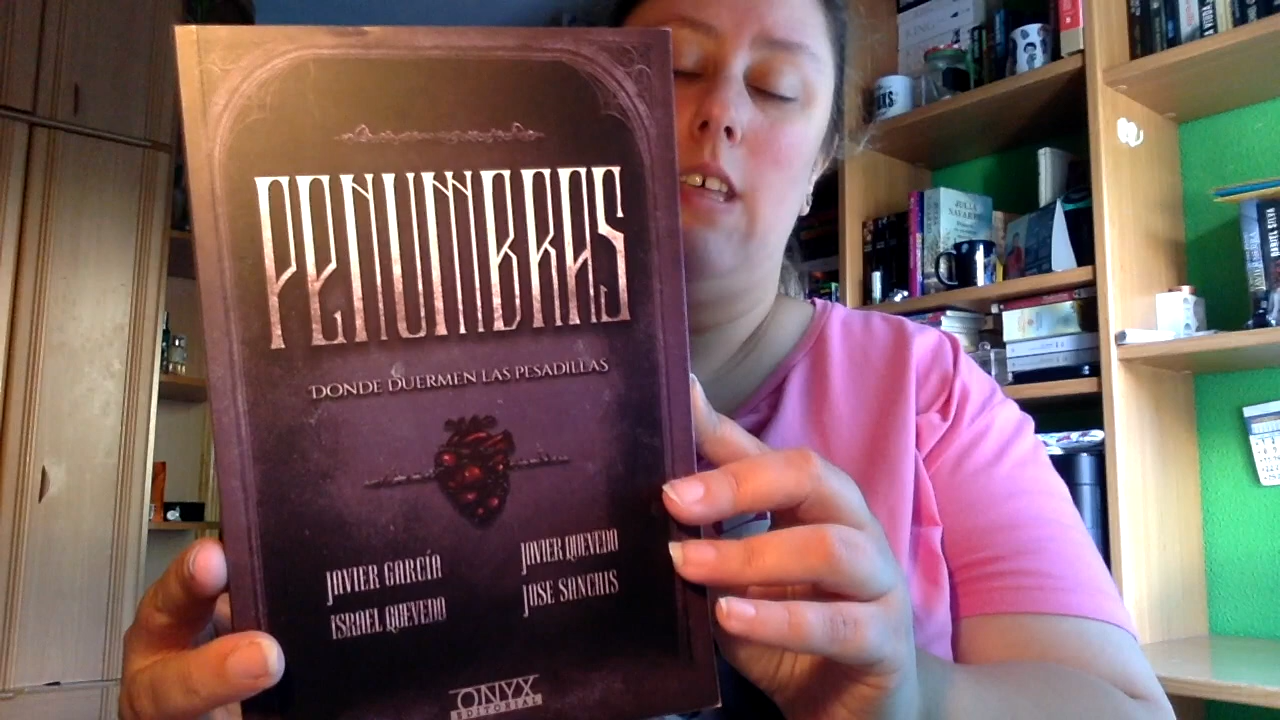 PENUMBRAS
DONDE DUERMEN LAS PESADILLAS
JAVIER GARCÍA
JAVIER QUEVEDO
ISRAEL QUEVEDO
JOSE SANCHIS
ONYX
EDITORIAL
JULIA
NAVARRO